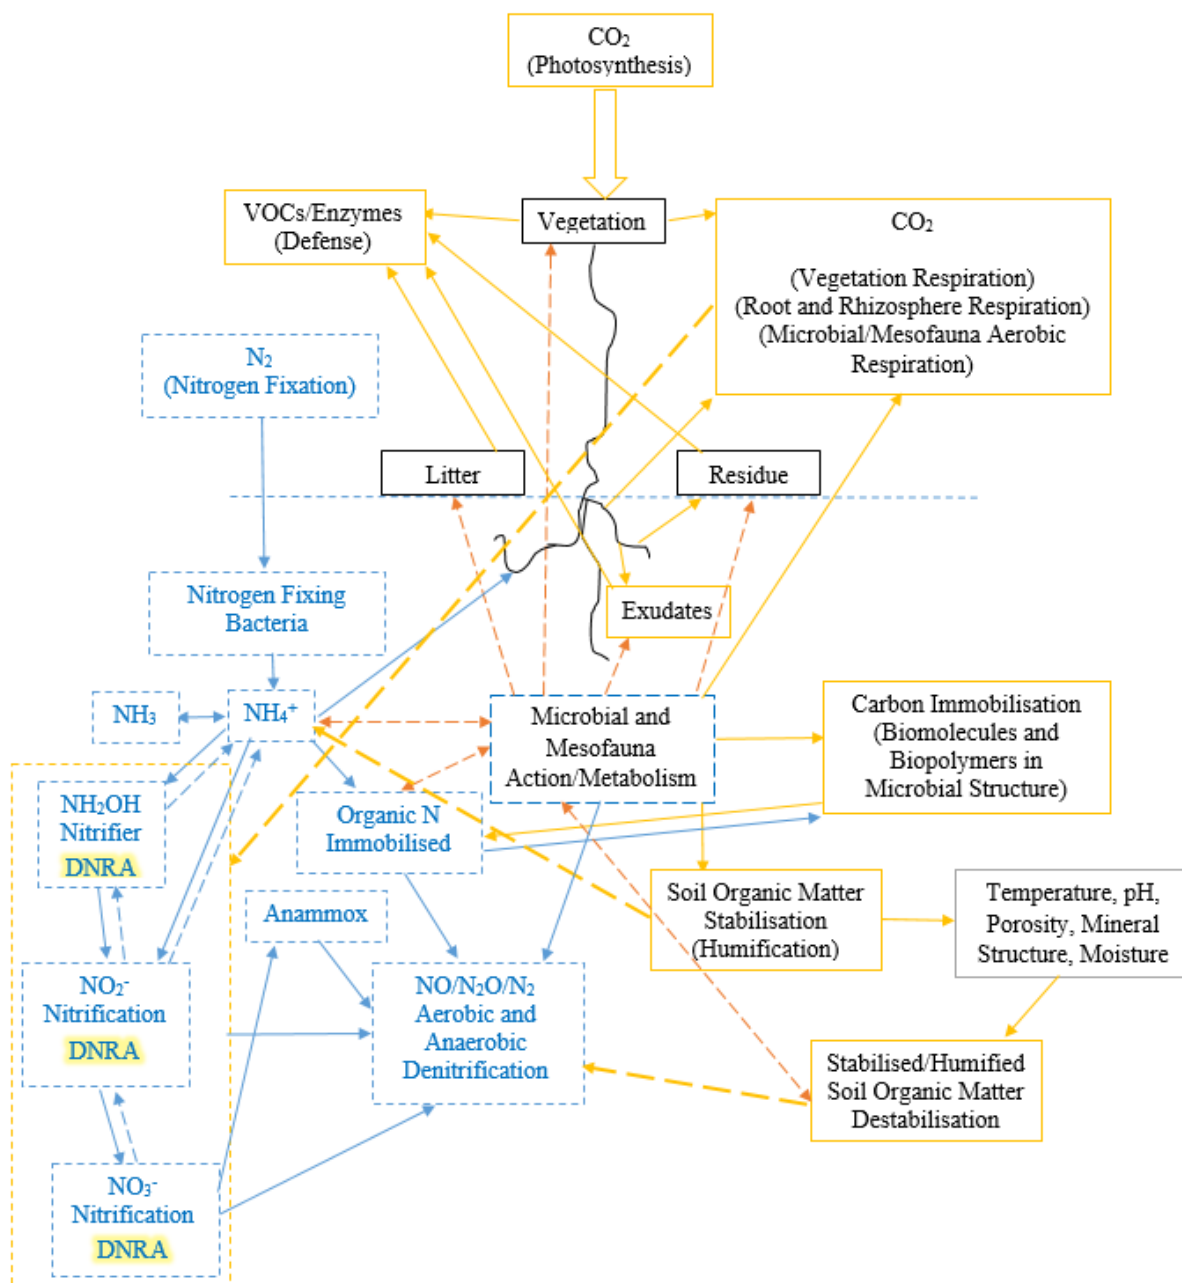 CO₂
(Photosynthesis)
VOCs/Enzymes
(Defense)
Vegetation
CO₂
(Vegetation Respiration)
(Root and Rhizosphere Respiration)
(Microbial/Mesofauna Aerobic
Respiration)
N₂
(Nitrogen Fixation)
Litter
Residue
Nitrogen Fixing
Bacteria
Exudates
NH₃
NH₄⁺
Microbial and
Mesofauna
Action/Metabolism
Carbon Immobilisation
(Biomolecules and
Biopolymers in
Microbial Structure)
NH₂OH
Nitrifier
DNRA
Organic N
Immobilised
Anammox
Soil Organic Matter
Stabilisation
(Humification)
Temperature, pH,
Porosity, Mineral
Structure, Moisture
NO₂⁻
Nitrification
DNRA
NO/N₂O/N₂
Aerobic and
Anaerobic
Denitrification
Stabilised/Humified
Soil Organic Matter
Destabilisation
NO₃⁻
Nitrification
DNRA